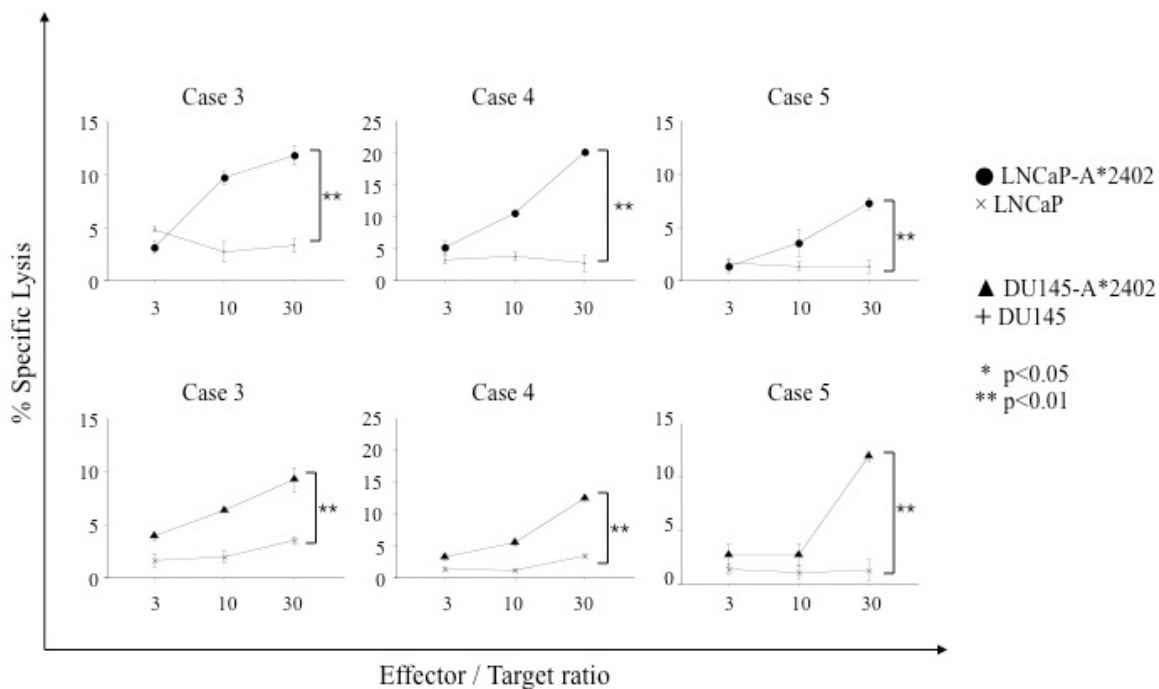 % Specific Lysis
Case 3
15
10
5
0
3 10 30
**
Case 4
25
20
15
10
5
0
3 10 30
**
Case 5
15
10
5
0
3 10 30
**
Case 3
15
10
5
0
3 10 30
**
Case 4
25
20
15
10
5
0
3 10 30
**
Case 5
15
10
5
0
3 10 30
**
LNCaP-A*2402
LNCaP
DU145-A*2402
DU145
* p<0.05
** p<0.01
Effector / Target ratio